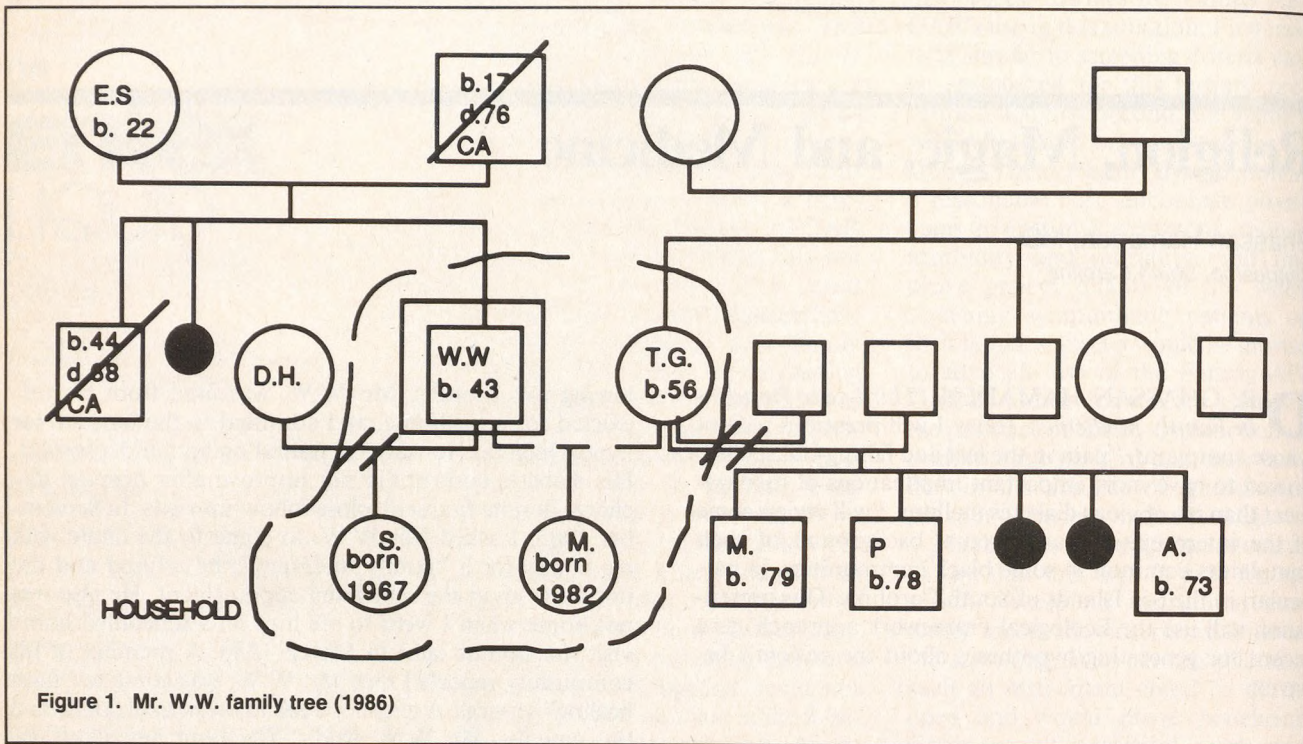 E.S
b. 22
b.17
d.76
CA
b.44
d.68
CA
D.H.
W.W
b. 43
T.G.
b.56
S.
born
1967
M.
born
1982
M.
b. '79
P
b.78
A.
b. 73
HOUSEHOLD
Figure 1. Mr. W.W. family tree (1986)